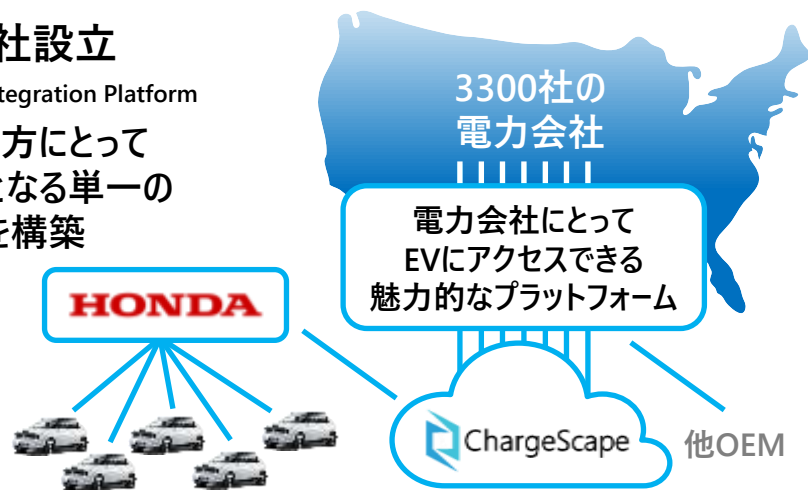 社設立
tegration Platform
方にとって
となる単一の
を構築
3300社の
電力会社
電力会社にとって
EVにアクセスできる
魅力的なプラットフォーム
HONDA
ChargeScape
他OEM